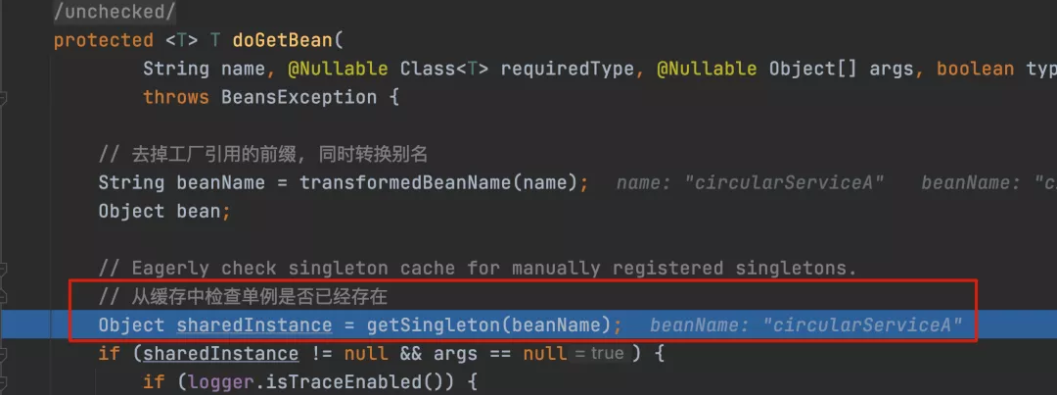 /unchecked/
protected <T> T doGetBean(
String name, @Nullable Class<T> requiredType, @Nullable Object[] args, boolean typ
throws BeansException {
// 去掉工厂引用的前缀, 同时转换别名
String beanName = transformedBeanName(name); name: "circularServiceA" beanName: "c
Object bean;
// Eagerly check singleton cache for manually registered singletons.
// 从缓存中检查单例是否已经存在
Object sharedInstance = getSingleton(beanName); beanName: "circularServiceA"
if (sharedInstance != null && args == null = true ) {
if (logger.isTraceEnabled()) {